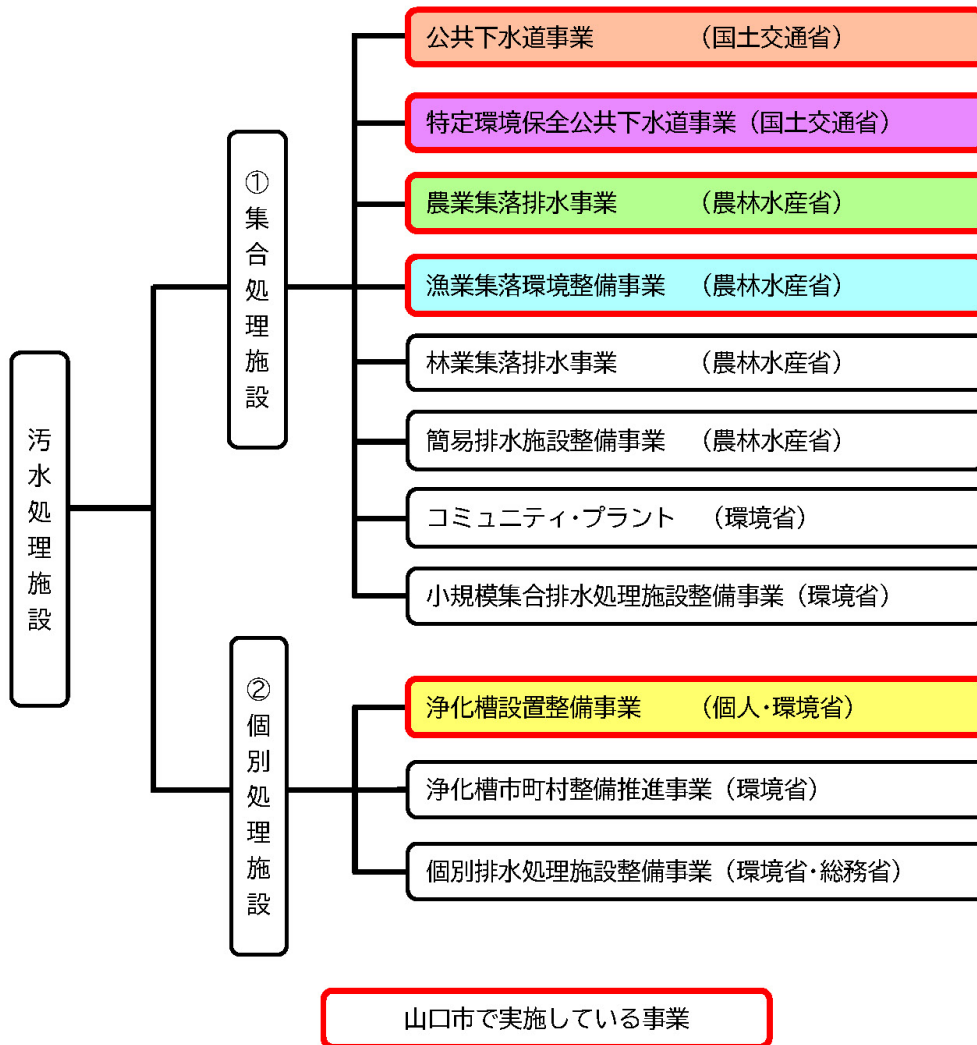 汚水処理施設
①集合処理施設
公共下水道事業 （国土交通省）
特定環境保全公共下水道事業（国土交通省）
農業集落排水事業 （農林水産省）
漁業集落環境整備事業 （農林水産省）
林業集落排水事業 （農林水産省）
簡易排水施設整備事業 （農林水産省）
コミュニティ・プラント （環境省）
小規模集合排水処理施設整備事業（環境省）
②個別処理施設
浄化槽設置整備事業 （個人・環境省）
浄化槽市町村整備推進事業（環境省）
個別排水処理施設整備事業（環境省・総務省）
山口市で実施している事業